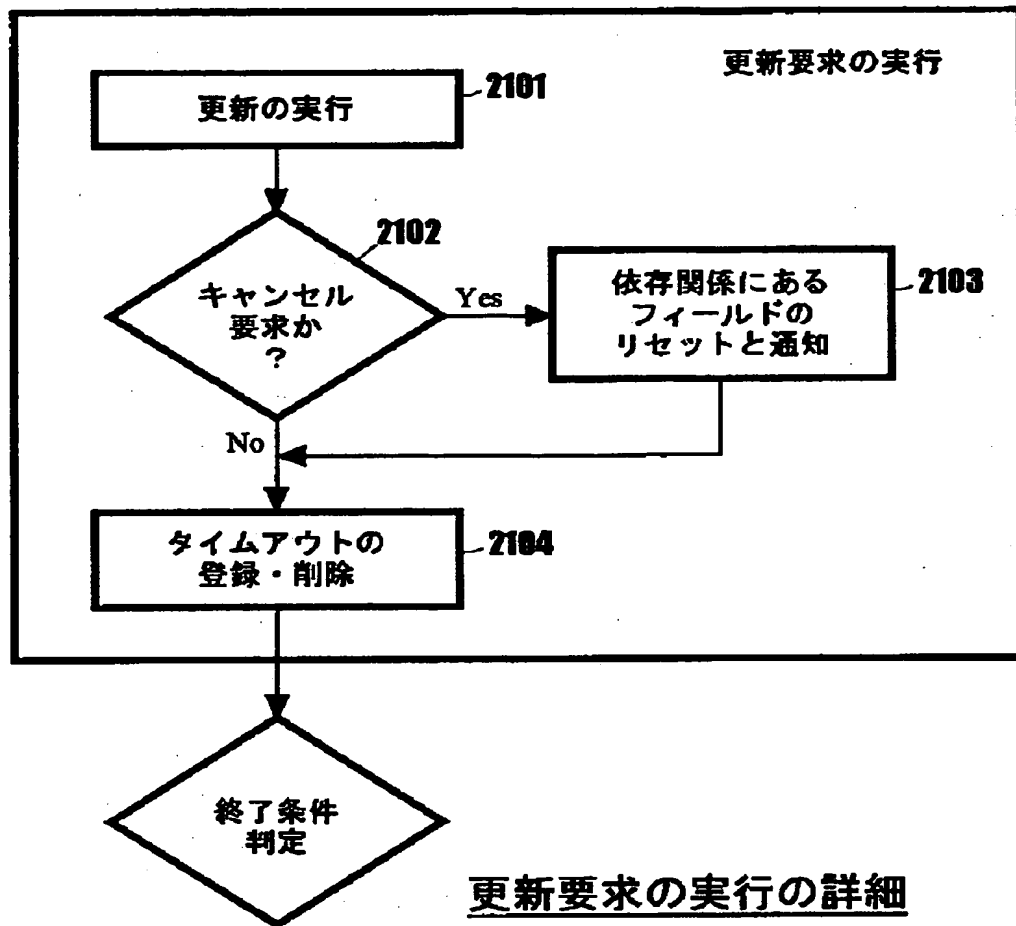 更新要求の実行
更新の実行
2101
キャンセル
要求か
?
2102
Yes
依存関係にある
フィールドの
リセットと通知
2103
No
タイムアウトの
登録・削除
2104
終了条件
判定
更新要求の実行の詳細